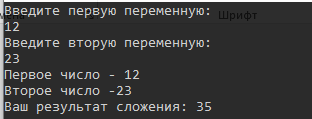 Введите первую переменную:
12
Введите вторую переменную:
23
Первое число - 12
Второе число -23
Ваш результат сложения: 35
Шрифт